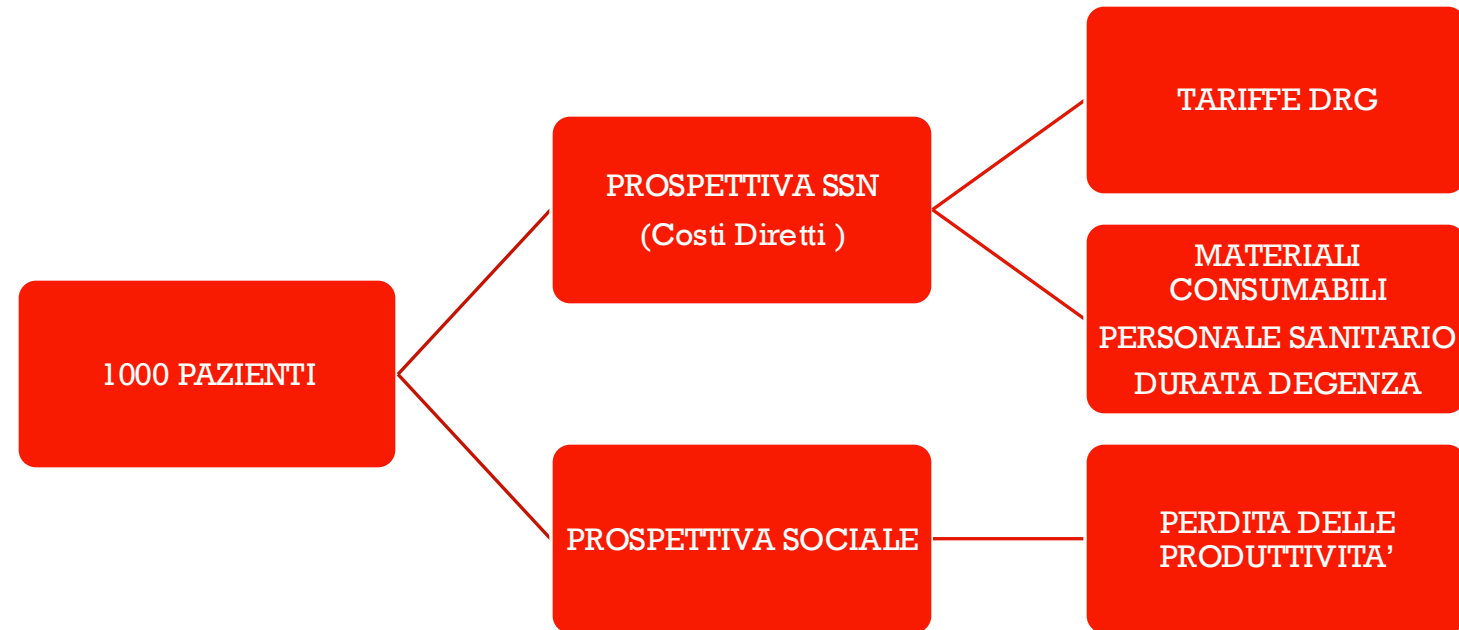 1000 PAZIENTI
PROSPETTIVA SSN
(Costi Diretti )
TARIFFE DRG
MATERIALI
CONSUMABILI
PERSONALE SANITARIO
DURATA DEGENZA
PROSPETTIVA SOCIALE
PERDITA DELLE
PRODUTTIVITA’